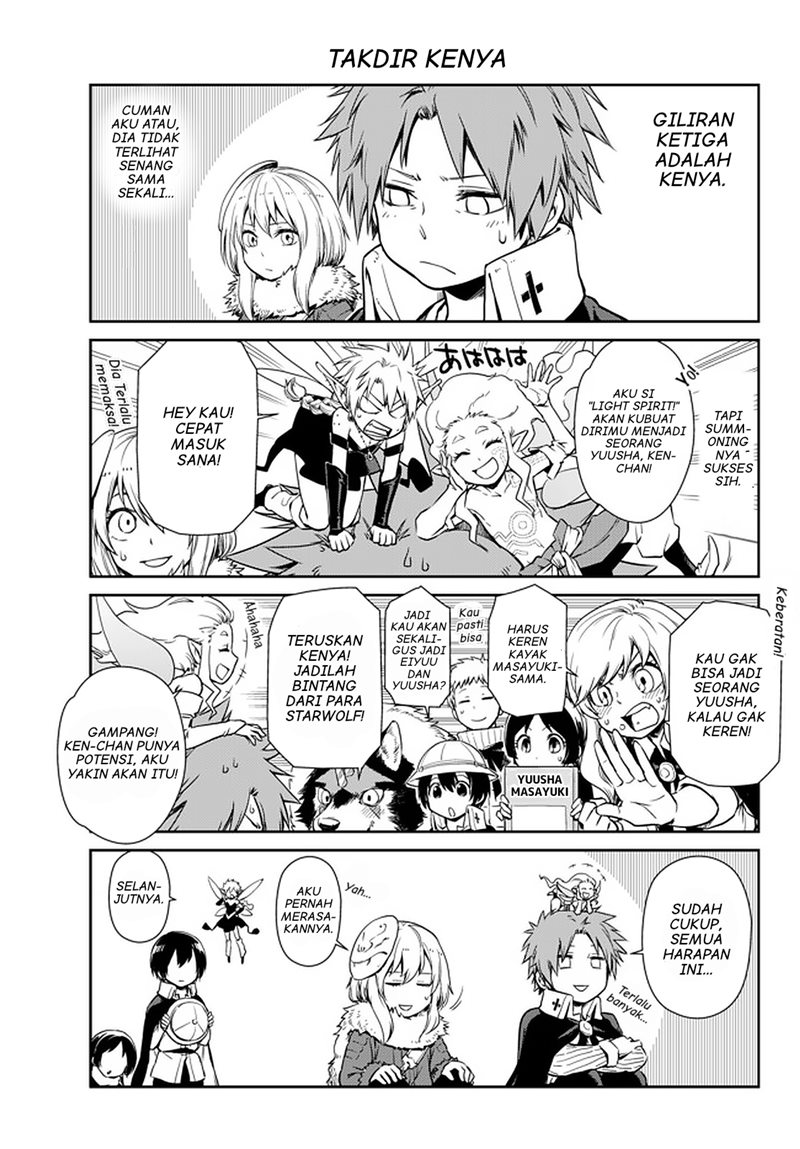 TAKDIR KENYA
GILIRAN
KETIGA
ADALAH
KENYA.
CUMAN
AKU ATAU,
DIA TIDAK
TERLIHAT
SENANG
SAMA
SEKALI...
TAPI
SUMM-
ONING
NYA
SUKSES
SIH.
Yo!
AKU SI
"LIGHT SPIRIT!"
AKAN KUBUAT
DIRIMU MENJADI
SEORANG
YUUSHA, KEN-
CHAN!
あはははは
HEY KAU!
CEPAT
MASUK
SANA!
Dia Terlalu
memaksa!
Keberatan!
KAU GAK
BISA JADI
SEORANG
YUUSHA,
KALAU GAK
KEREN!
HARUS
KEREN
KAYAK
MASAYUKI-
SAMA.
YUUSHA
MASAYUKI
Kau
pasti
bisa
JADI
KAU AKAN
SEKALI-
GUS JADI
EIYUU
DAN
YUUSHA?
TERUSKAN
KENYA!
JADILAH
BINTANG
DARI PARA
STARWOLF!
Ahahaha
GAMPANG!
KEN-CHAN PUNYA
POTENSI, AKU
YAKIN AKAN ITU!
SUDAH
CUKUP,
SEMUA
HARAPAN
INI...
Terlalu
banyak...
Yah...
AKU
PERNAH
MERASA-
KANNYA.
SELAN-
JUTNYA.